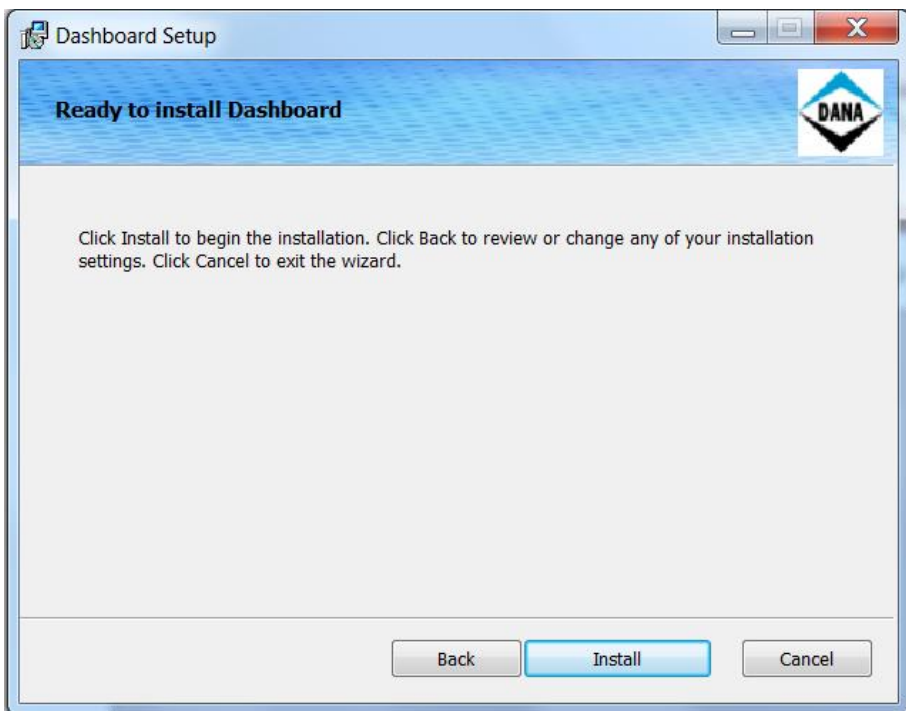 Dashboard Setup
Ready to install Dashboard
DANA
Click Install to begin the installation. Click Back to review or change any of your installation
settings. Click Cancel to exit the wizard.
Back
Install
Cancel